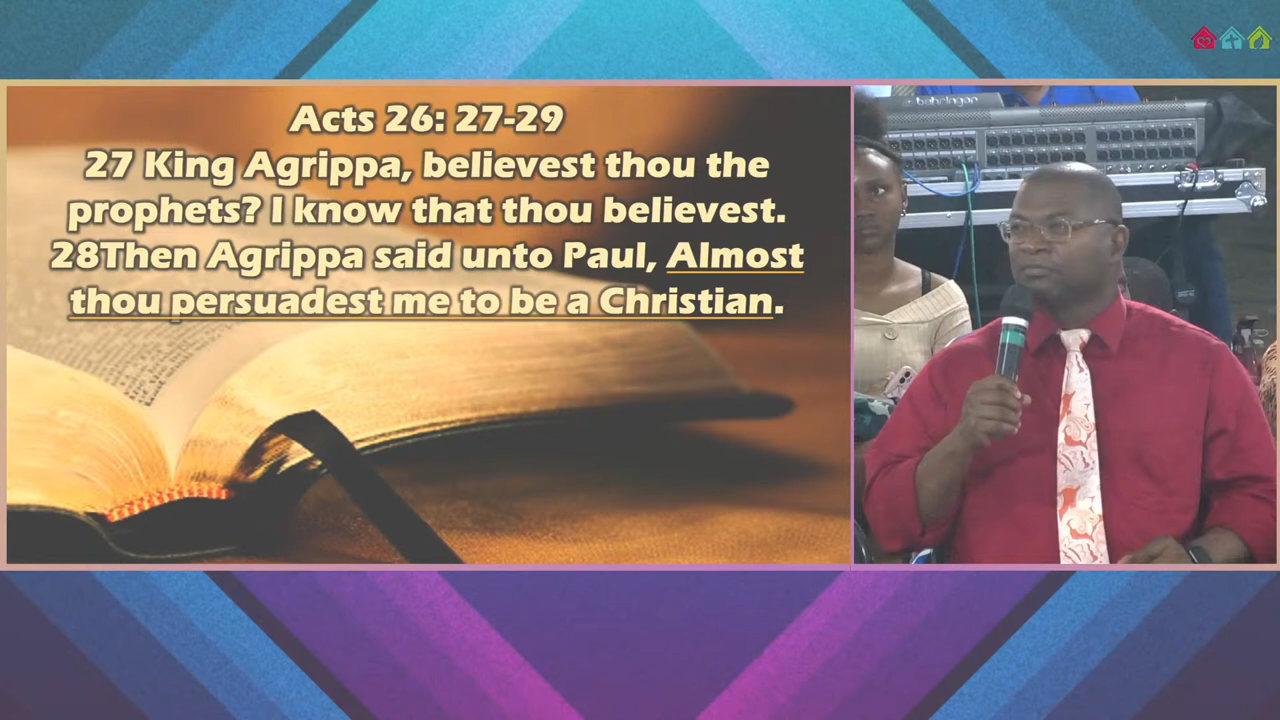 Acts 26: 27-29
27 King Agrippa, believest thou the
prophets? I know that thou believest.
28Then Agrippa said unto Paul, Almost
thou persuadest me to be a Christian.
behringer